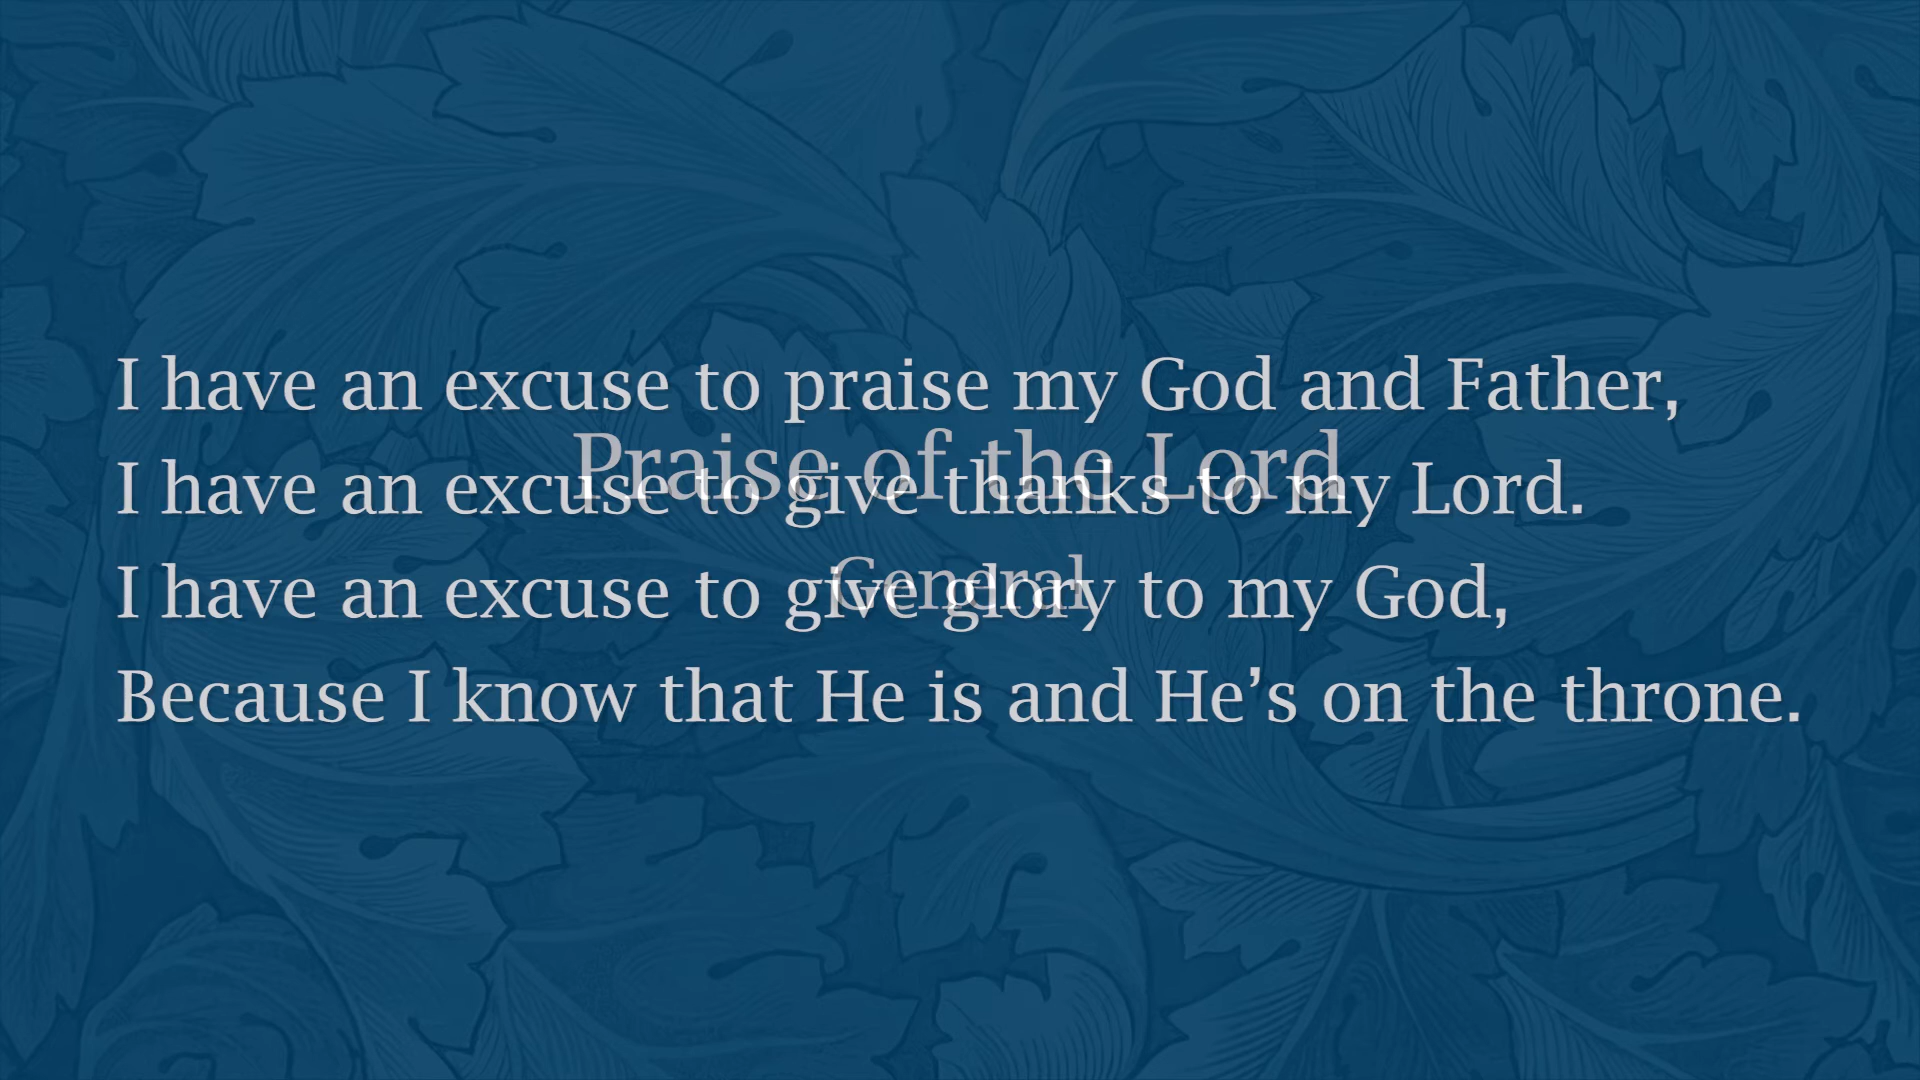 I have an excuse to praise my God and Father,
Praise of the Lord
I have an excuse to give thanks to my Lord.
General
I have an excuse to give glory to my God,
Because I know that He is and He’s on the throne.